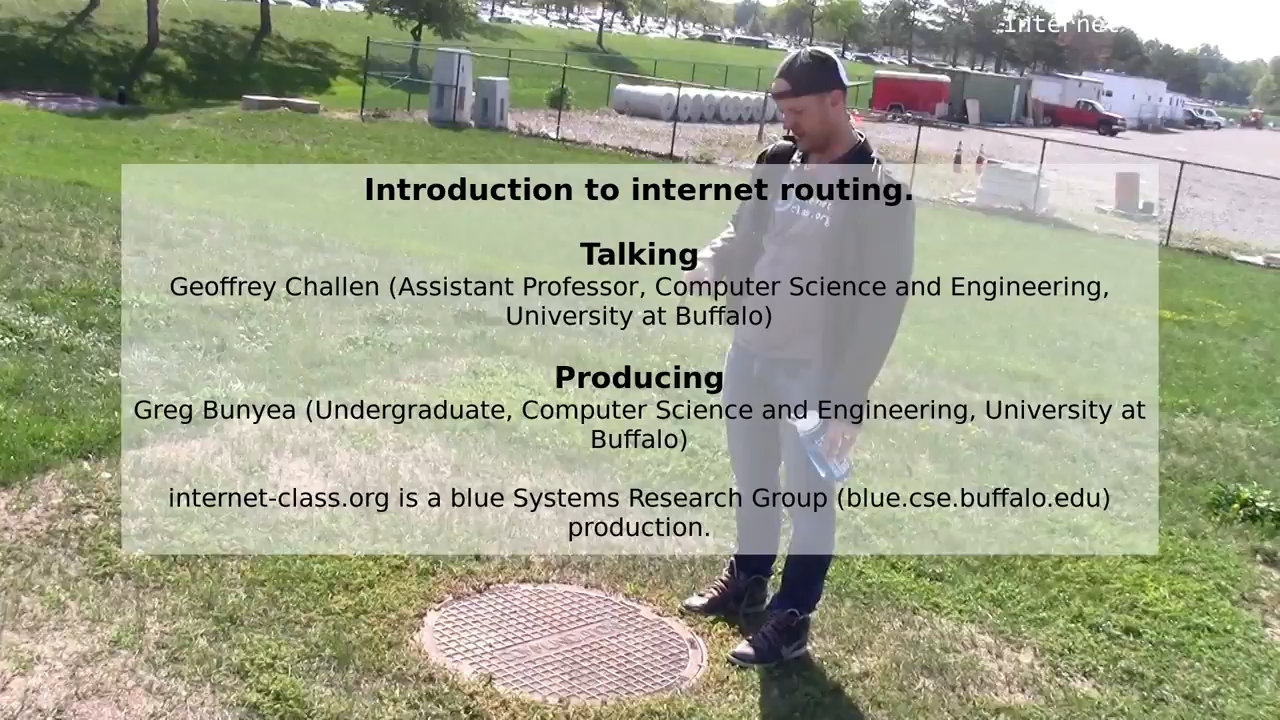 internet
Introduction to internet routing.
Talking
Geoffrey Challen (Assistant Professor, Computer Science and Engineering,
University at Buffalo)
Producing
Greg Bunyea (Undergraduate, Computer Science and Engineering, University at
Buffalo)
internet-class.org is a blue Systems Research Group (blue.cse.buffalo.edu)
production.